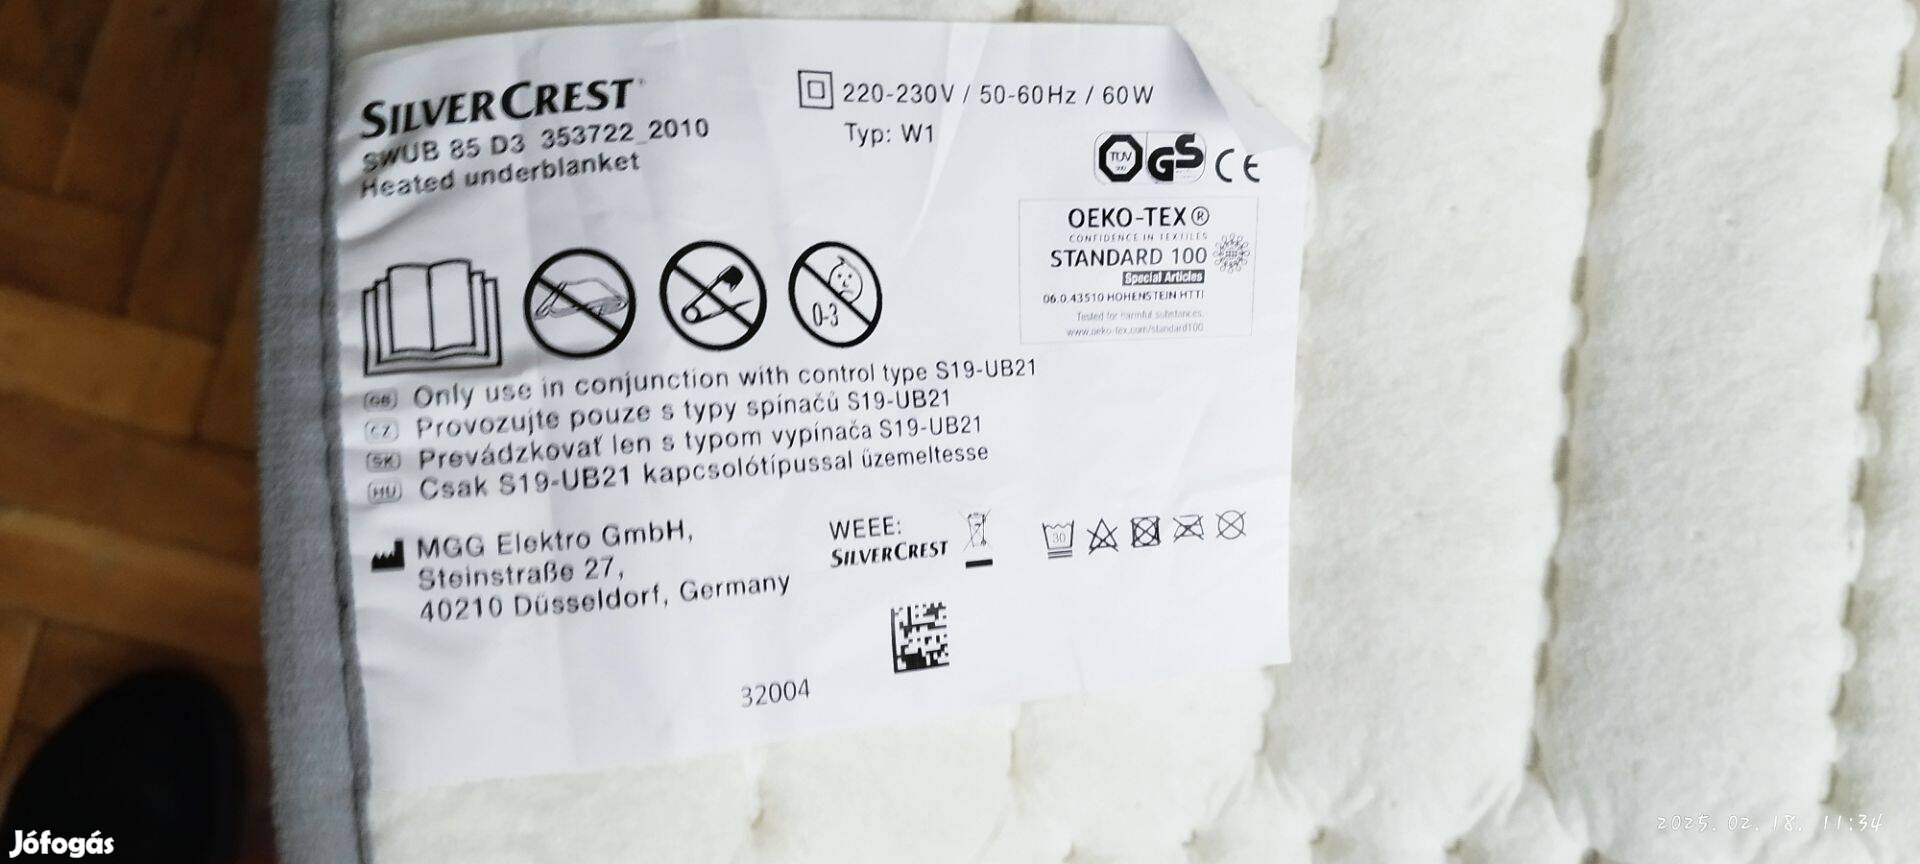 SILVERCREST®
SWUB 85 D3 353722_2010
Heated underblanket
220-230V / 50-60Hz / 60W
Typ: W1
TÜV
GS CE
OEKO-TEX®
CONFIDENCE IN TEXTILES
STANDARD 100
Special Articles
06.0.43510 HOHENSTEIN HTTI
Tested for harmful substances.
www.oeko-tex.com/standard100
0-3
GB Only use in conjunction with control type S19-UB21
CZ Provozujte pouze s typy spínačů S19-UB21
SK Prevádzkovať len s typom vypínača S19-UB21
HU Csak S19-UB21 kapcsolótípussal űzemeltesse
MGG Elektro GmbH,
Steinstraße 27,
40210 Düsseldorf, Germany
WEEE:
SILVERCREST
30
32004
Jófogás
2025. 02. 18. 11:34